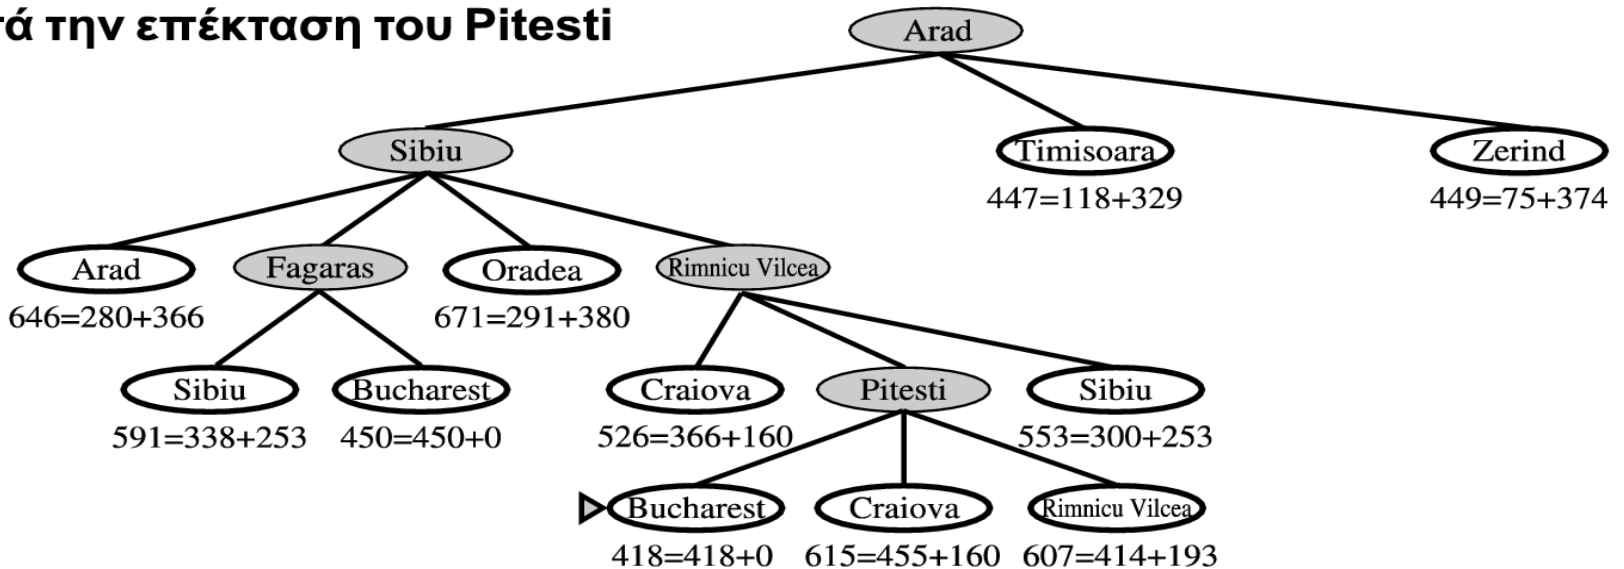 τά την επέκταση του Pitesti
Arad
Sibiu
Timisoara
Zerind
447=118+329
449=75+374
Arad
Fagaras
Oradea
Rimnicu Vilcea
646=280+366
671=291+380
Sibiu
Bucharest
Craiova
Pitesti
Sibiu
591=338+253
450=450+0
526=366+160
553=300+253
Bucharest
Craiova
Rimnicu Vilcea
418=418+0
615=455+160
607=414+193